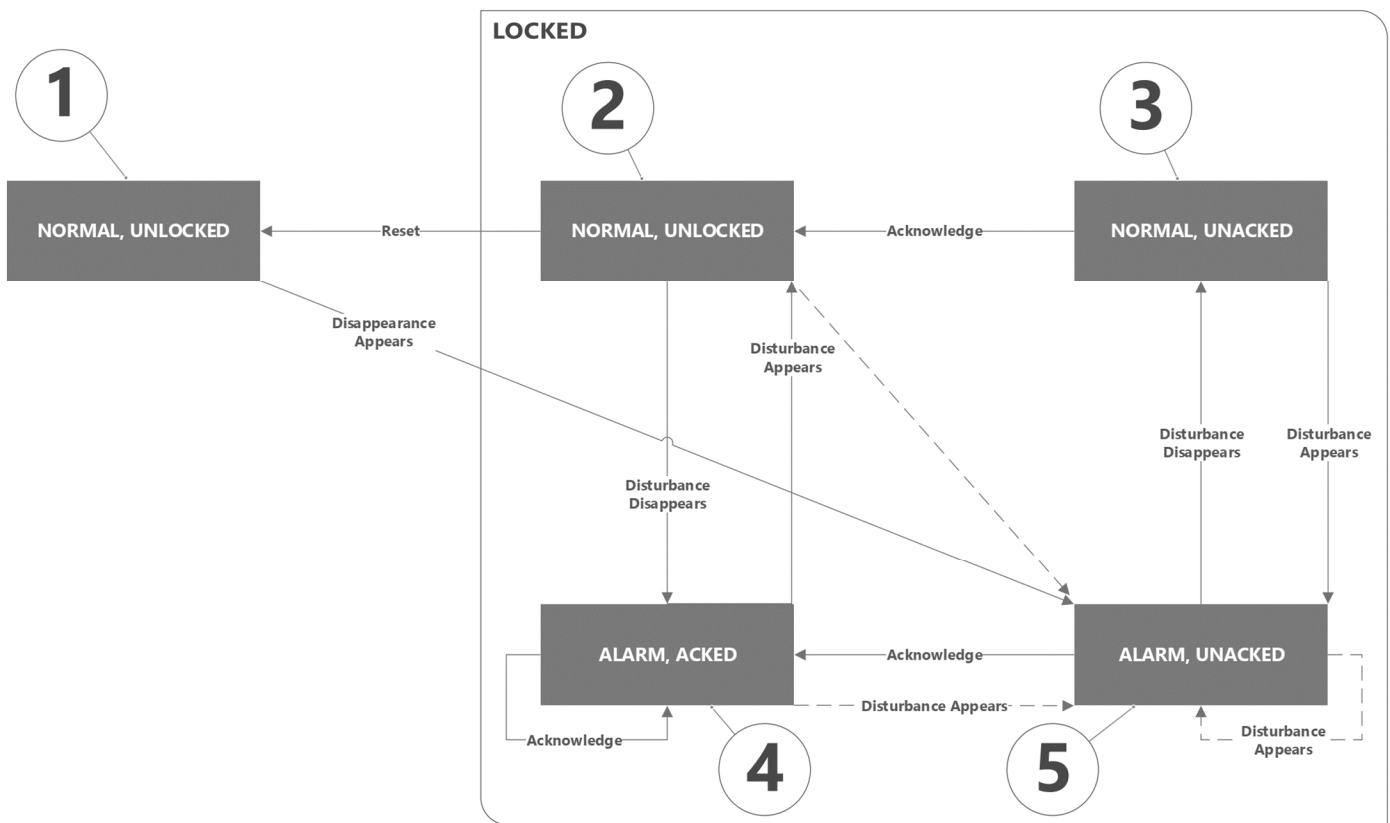 LOCKED
1
2
3
NORMAL, UNLOCKED
Reset
NORMAL, UNLOCKED
Acknowledge
NORMAL, UNACKED
Disappearance
Appears
Disturbance
Appears
Disturbance
Disappears
Disturbance
Appears
Disturbance
Disappears
ALARM, ACKED
Acknowledge
ALARM, UNACKED
Disturbance Appears
Acknowledge
Disturbance
Appears
4
5